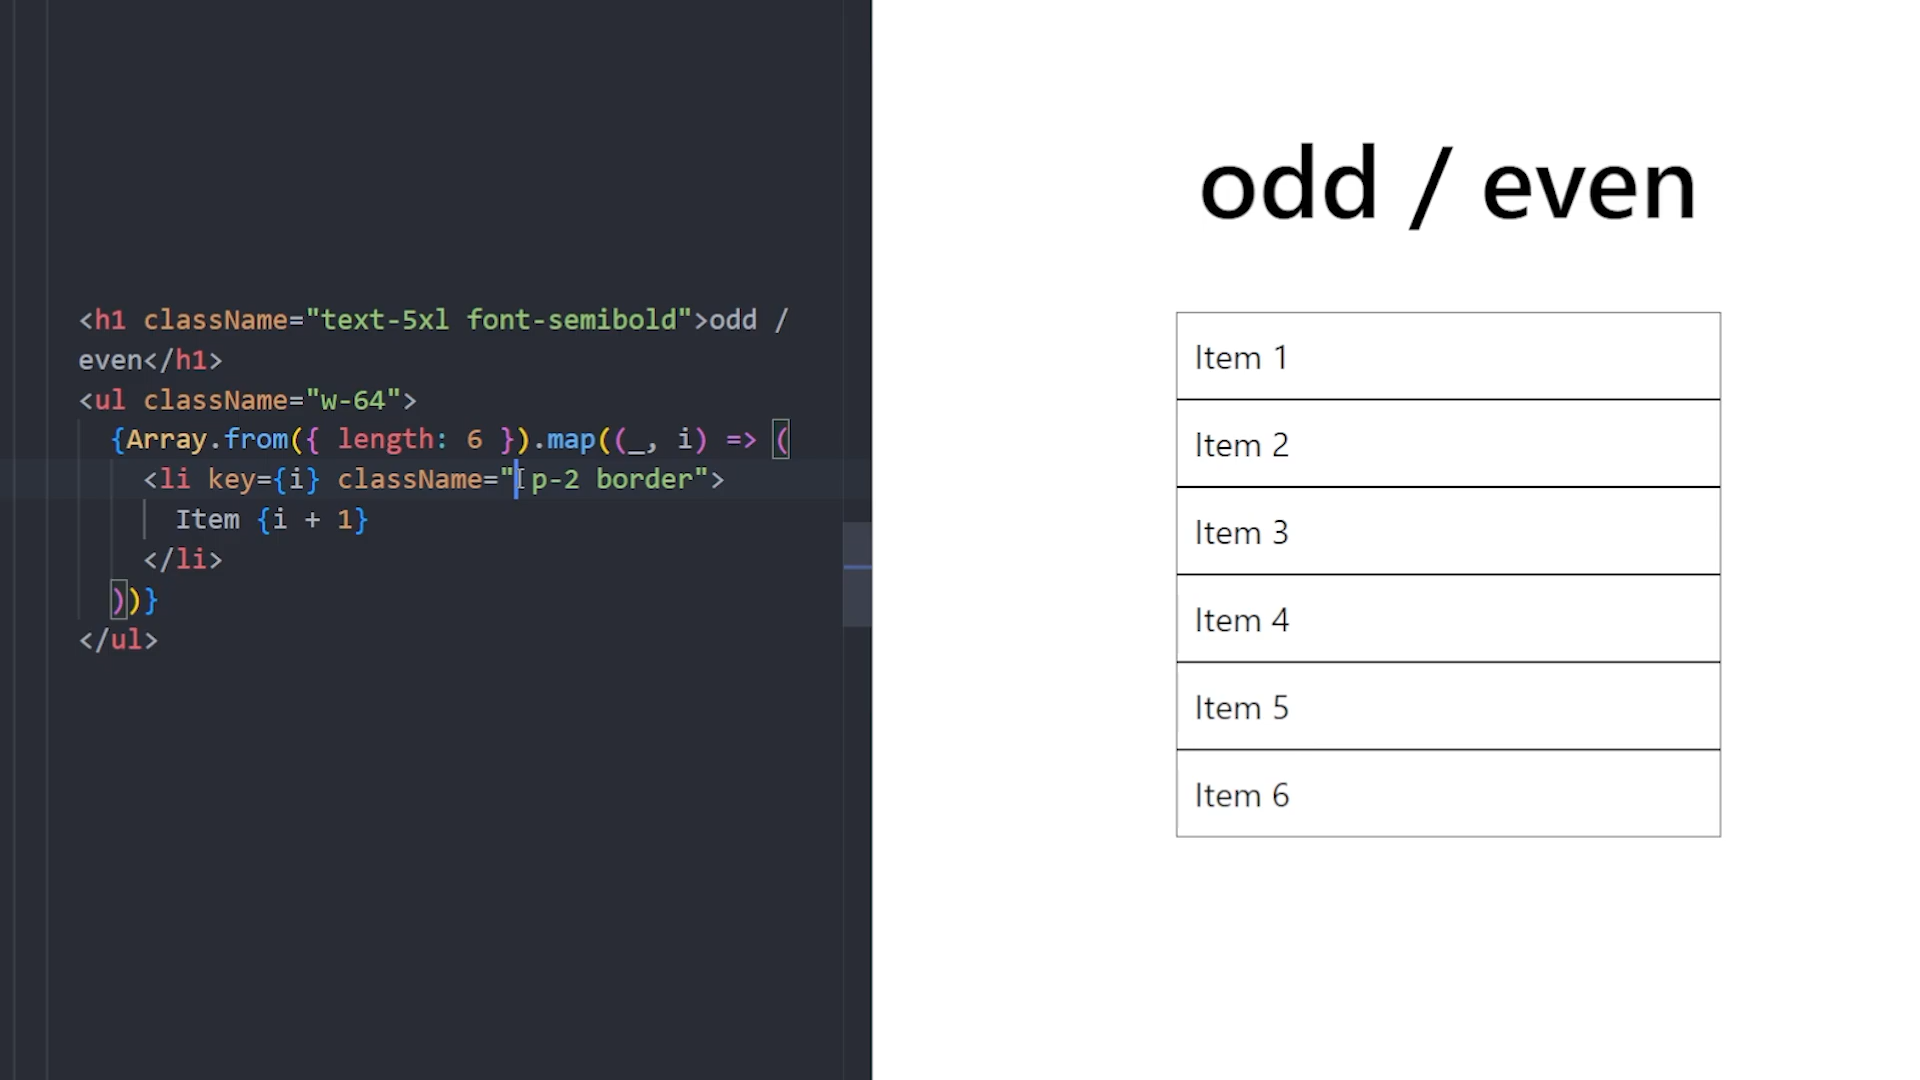 <h1 className="text-5xl font-semibold">odd /
even</h1>
<ul className="w-64">
{Array.from({ length: 6 }).map((_, i) => (
<li key={i} className=" p-2 border">
Item {i + 1}
</li>
))}
</ul>
odd / even
Item 1
Item 2
Item 3
Item 4
Item 5
Item 6